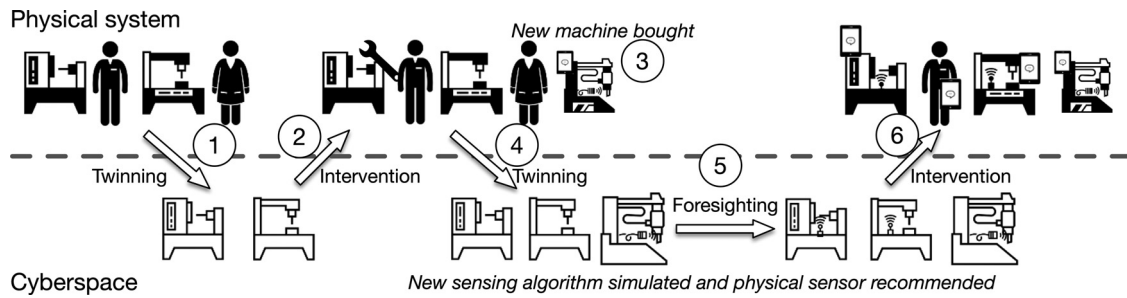 Physical system
New machine bought
3
1
2
4
5
6
Twinning
Intervention
Twinning
Foresighting
Intervention
Cyberspace
New sensing algorithm simulated and physical sensor recommended